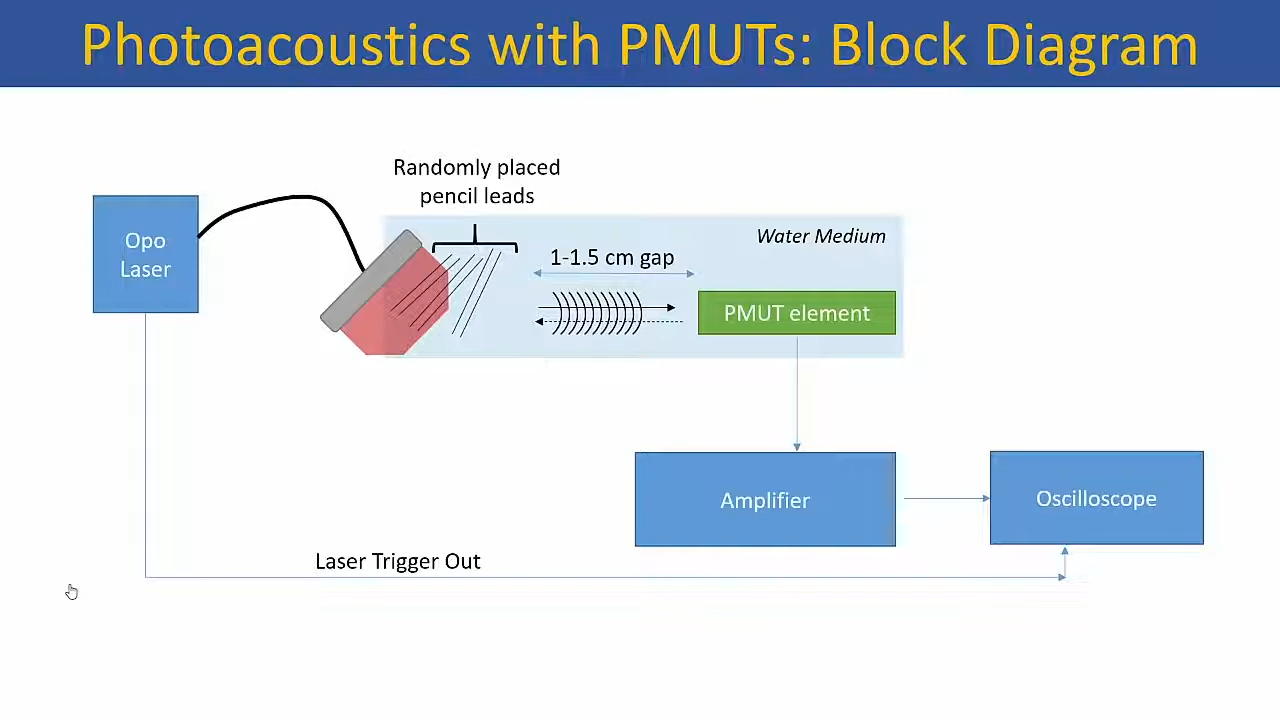 Photoacoustics with PMUTs: Block Diagram
Randomly placed
pencil leads
Opo
Laser
Water Medium
1-1.5 cm gap
PMUT element
Amplifier
Oscilloscope
Laser Trigger Out